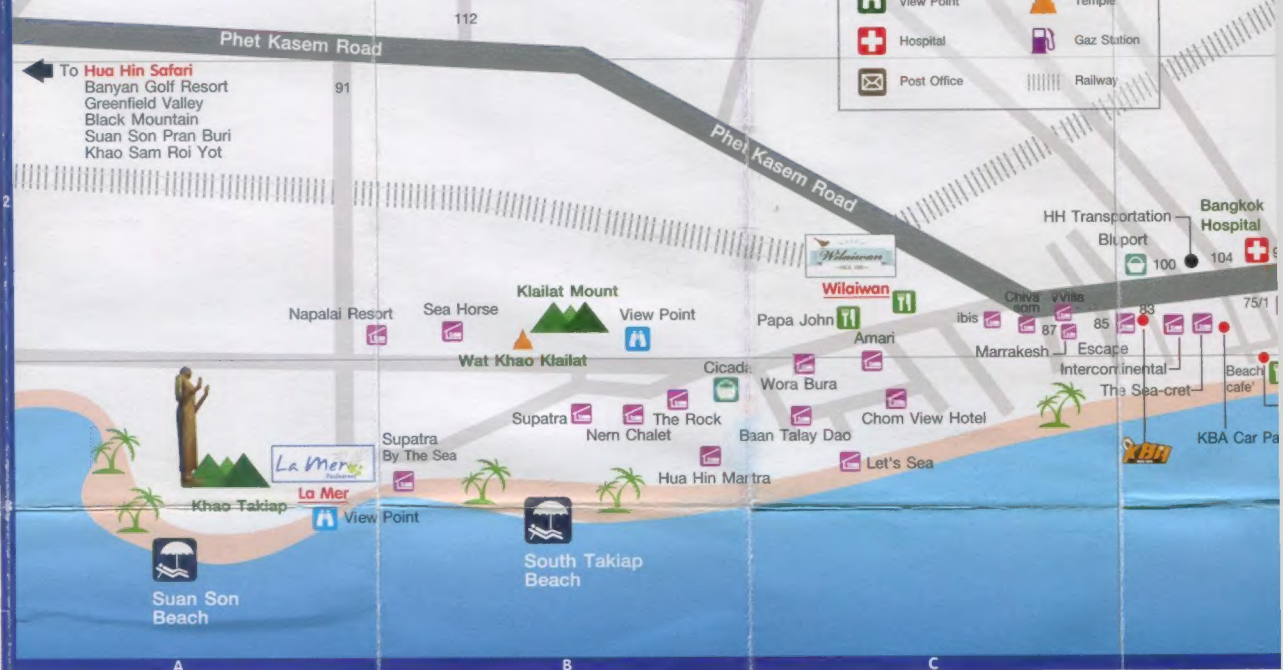 112
View Point
Temple
Hospital
Gaz Station
Post Office
Railway
Phet Kasem Road
To Hua Hin Safari
Banyan Golf Resort
Greenfield Valley
Black Mountain
Suan Son Pran Buri
Khao Sam Roi Yot
91
Phet Kasem Road
2
Wilaiwan
Wilaiwan
HH Transportation
Bluport
100
104
Bangkok
Hospital
9
Napalai Resort
Sea Horse
Klailat Mount
View Point
Wat Khao Klailat
Papa John
Amari
ibis
Chiva
som
vVilla
87
85
83
75/1
Marrakesh
Escape
Intercontinental
The Sea-cret
Beach
cafe'
Cicada
Wora Bura
Supatra
Nern Chalet
The Rock
Baan Talay Dao
Chom View Hotel
KBA Car Pa
KBH
Let's Sea
Hua Hin Martra
Supatra
By The Sea
La Mer
Restaurant
La Mer
View Point
Khao Takiap
South Takiap
Beach
Suan Son
Beach
A
B
C